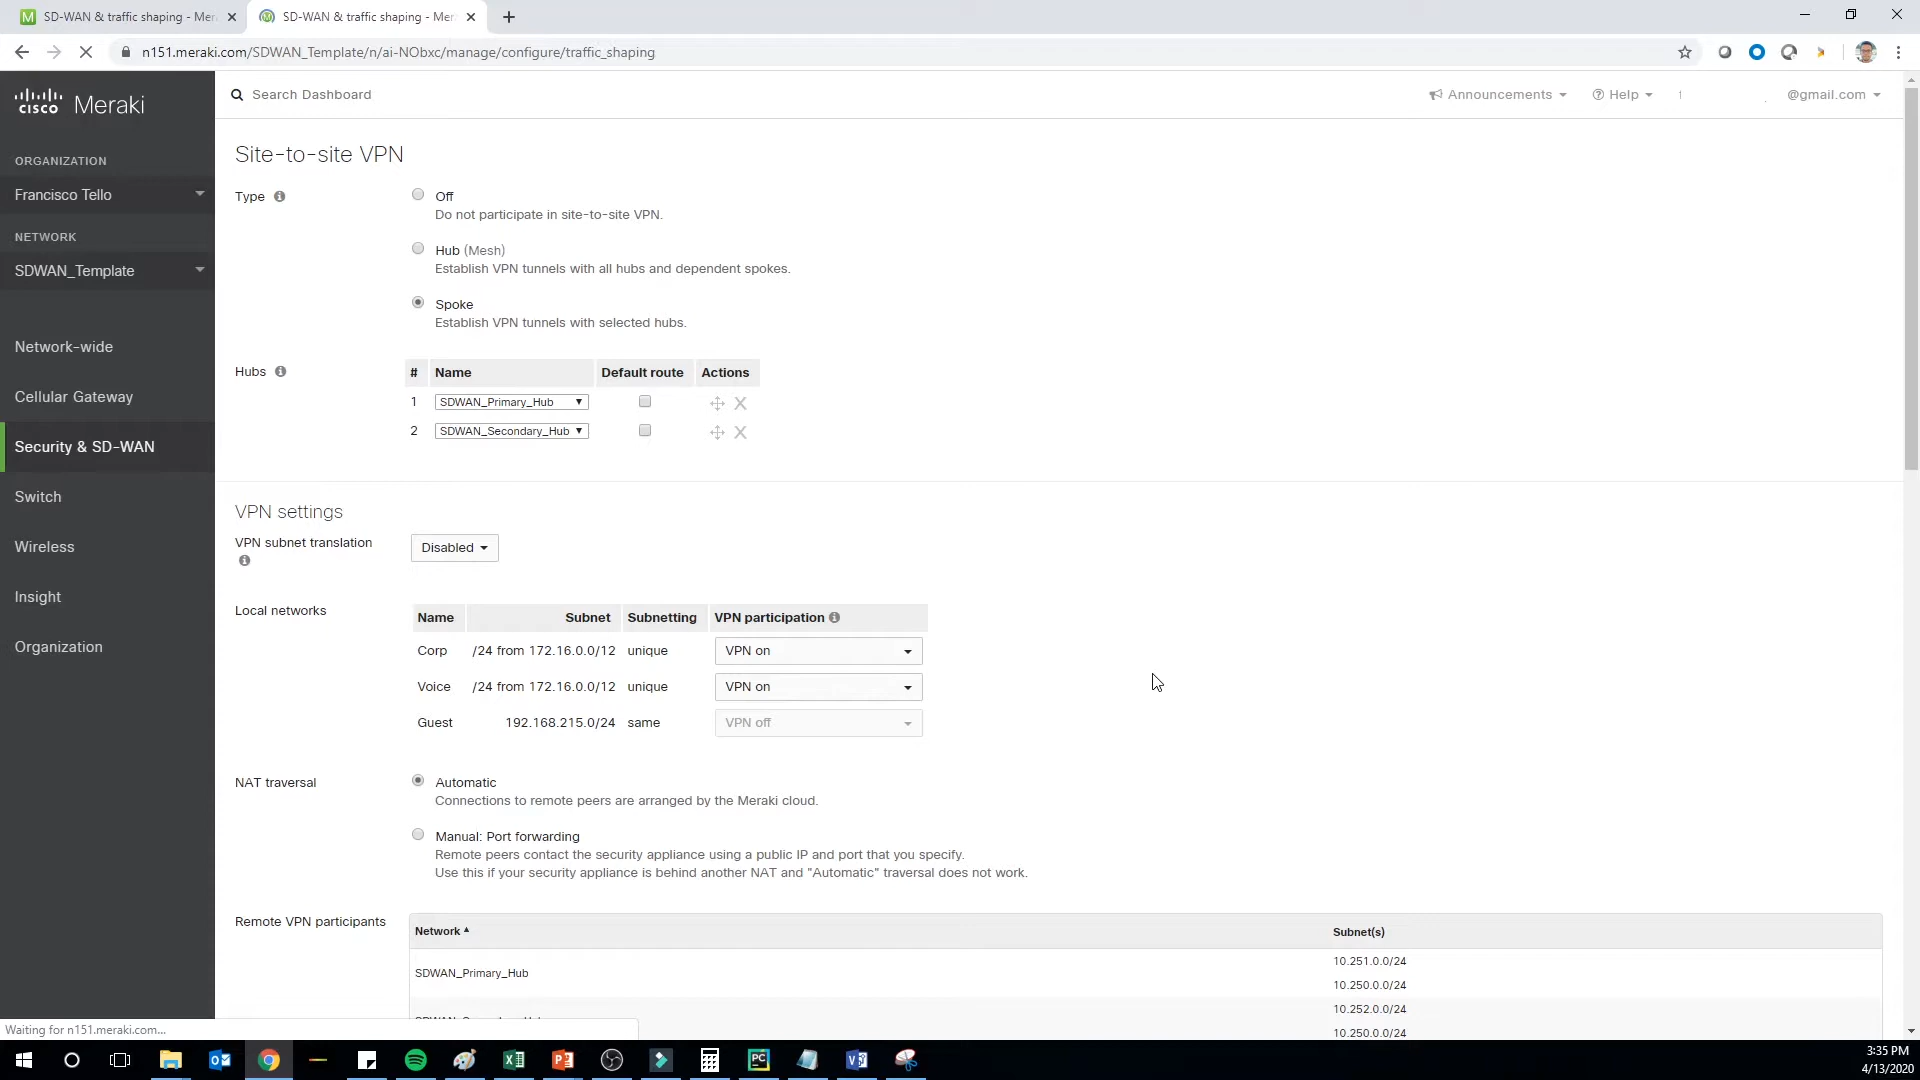 SD-WAN & traffic shaping - Mer
SD-WAN & traffic shaping - Mer
n151.meraki.com/SDWAN_Template/n/ai-NObxc/manage/configure/traffic_shaping
cisco Meraki
Search Dashboard
Announcements
Help
@gmail.com
ORGANIZATION
Francisco Tello
NETWORK
SDWAN_Template
Network-wide
Cellular Gateway
Security & SD-WAN
Switch
Wireless
Insight
Organization
Site-to-site VPN
Type
Off
Do not participate in site-to-site VPN.
Hub (Mesh)
Establish VPN tunnels with all hubs and dependent spokes.
Spoke
Establish VPN tunnels with selected hubs.
Hubs
# Name Default route Actions
1 SDWAN_Primary_Hub
2 SDWAN_Secondary_Hub
VPN settings
VPN subnet translation
Disabled
Local networks
Name Subnet Subnetting VPN participation
Corp /24 from 172.16.0.0/12 unique VPN on
Voice /24 from 172.16.0.0/12 unique VPN on
Guest 192.168.215.0/24 same VPN off
NAT traversal
Automatic
Connections to remote peers are arranged by the Meraki cloud.
Manual: Port forwarding
Remote peers contact the security appliance using a public IP and port that you specify.
Use this if your security appliance is behind another NAT and "Automatic" traversal does not work.
Remote VPN participants
Network Subnet(s)
SDWAN_Primary_Hub
10.251.0.0/24
10.250.0.0/24
10.252.0.0/24
10.250.0.0/24
Waiting for n151.meraki.com...
3:35 PM
4/13/2020